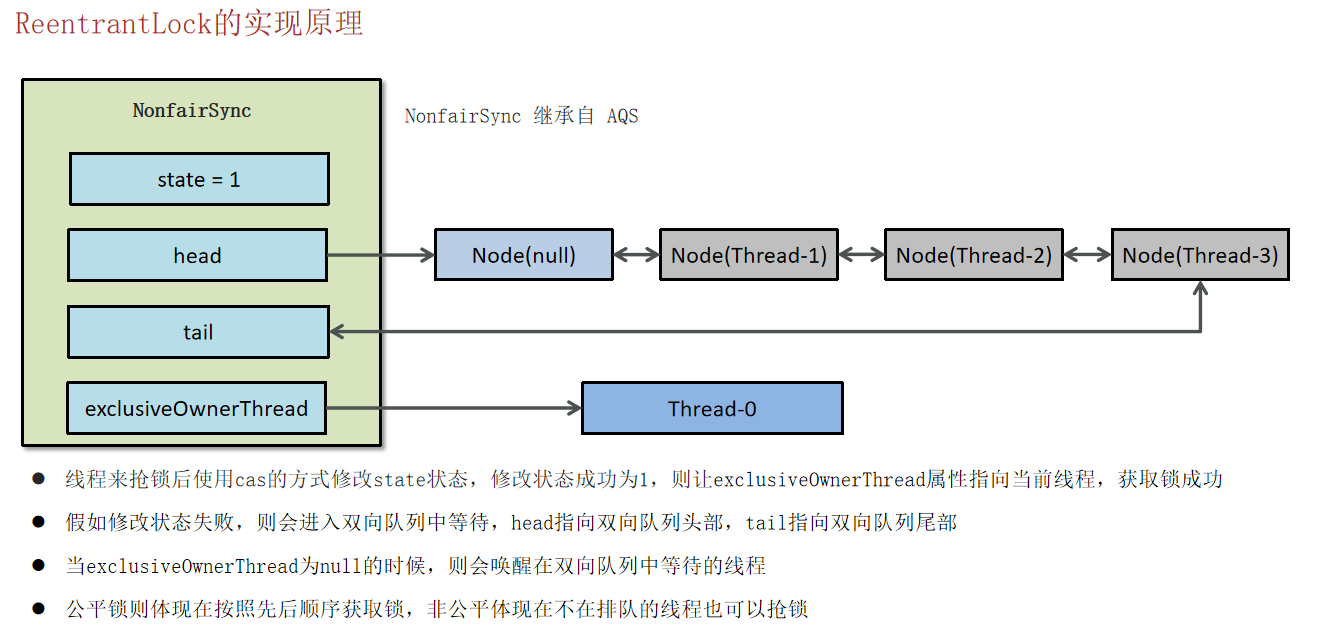 ReentrantLock的实现原理
NonfairSync
NonfairSync 继承自 AQS
state = 1
head
Node(null)
Node(Thread-1)
Node(Thread-2)
Node(Thread-3)
tail
exclusiveOwnerThread
Thread-0
● 线程来抢锁后使用cas的方式修改state状态，修改状态成功为1，则让exclusiveOwnerThread属性指向当前线程，获取锁成功
● 假如修改状态失败，则会进入双向队列中等待，head指向双向队列头部，tail指向双向队列尾部
● 当exclusiveOwnerThread为null的时候，则会唤醒在双向队列中等待的线程
● 公平锁则体现在按照先后顺序获取锁，非公平体现在不在排队的线程也可以抢锁